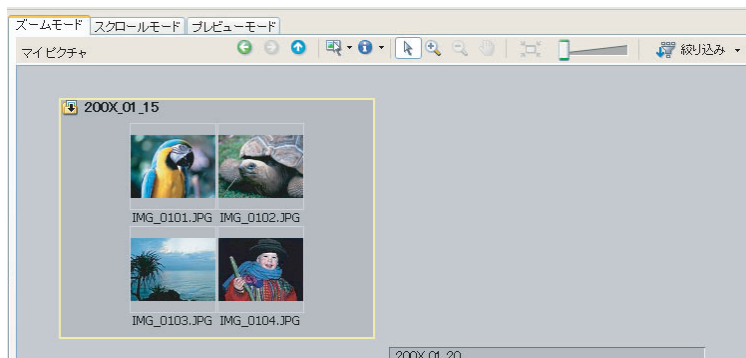 ズームモード スクロールモード プレビューモード
マイ ピクチャ 絞り込み
200X_01_15
IMG_0101.JPG IMG_0102.JPG
IMG_0103.JPG IMG_0104.JPG
200X_01_20